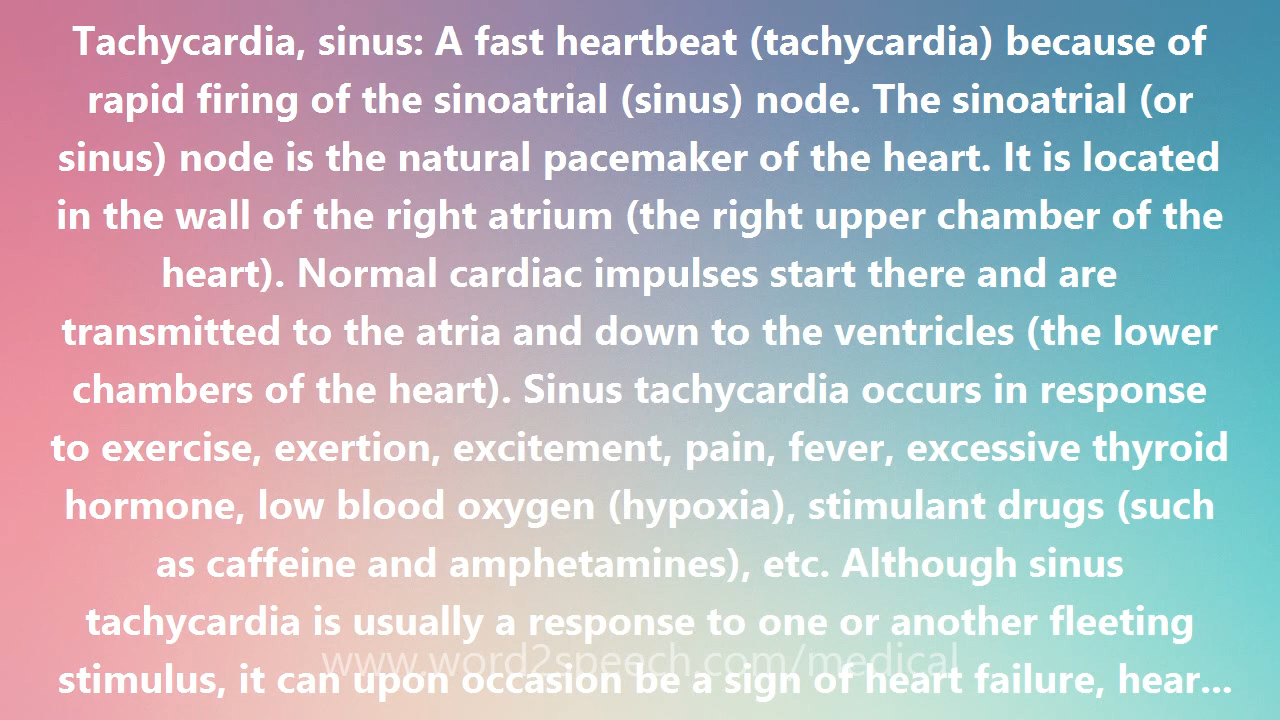 Tachycardia, sinus: A fast heartbeat (tachycardia) because of
rapid firing of the sinoatrial (sinus) node. The sinoatrial (or
sinus) node is the natural pacemaker of the heart. It is located
in the wall of the right atrium (the right upper chamber of the
heart). Normal cardiac impulses start there and are
transmitted to the atria and down to the ventricles (the lower
chambers of the heart). Sinus tachycardia occurs in response
to exercise, exertion, excitement, pain, fever, excessive thyroid
hormone, low blood oxygen (hypoxia), stimulant drugs (such
as caffeine and amphetamines), etc. Although sinus
tachycardia is usually a response to one or another fleeting
www.word2speech.com/medical
stimulus, it can upon occasion be a sign of heart failure, hear...